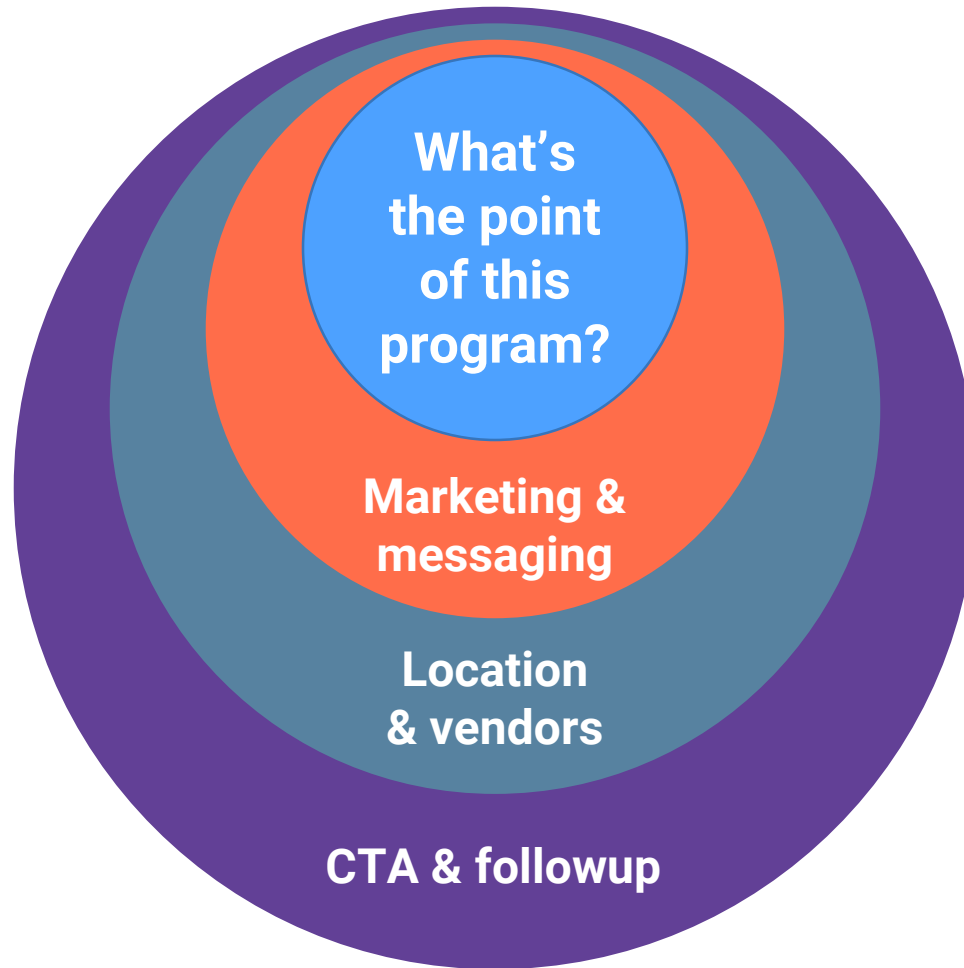 What’s
the point
of this
program?
Marketing &
messaging
Location
& vendors
CTA & followup